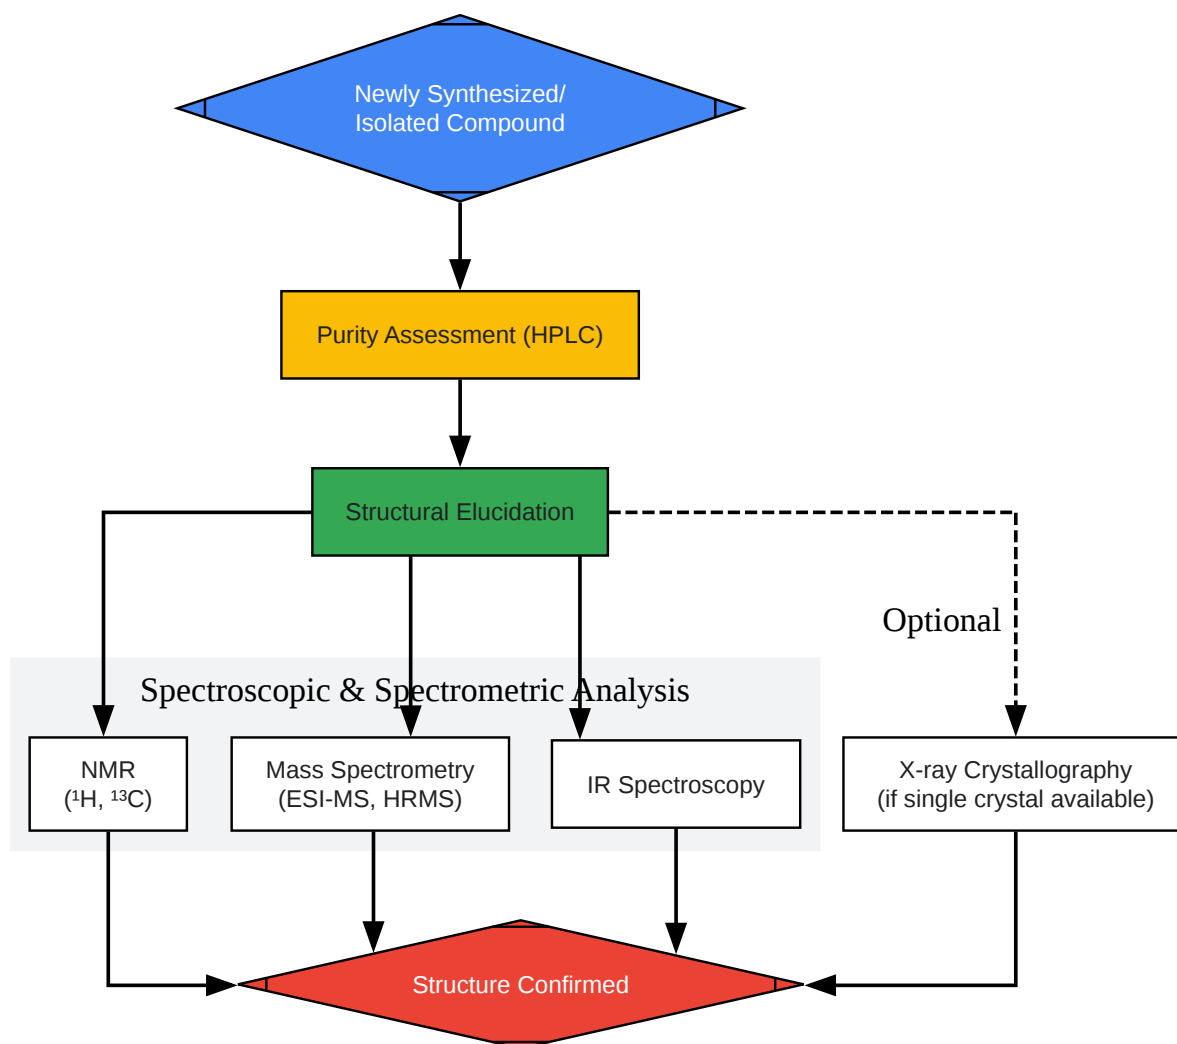 Newly Synthesized/
Isolated Compound
Purity Assessment (HPLC)
Structural Elucidation
Optional
Spectroscopic & Spectrometric Analysis
NMR
(¹H, ¹³C)
Mass Spectrometry
(ESI-MS, HRMS)
IR Spectroscopy
X-ray Crystallography
(if single crystal available)
Structure Confirmed